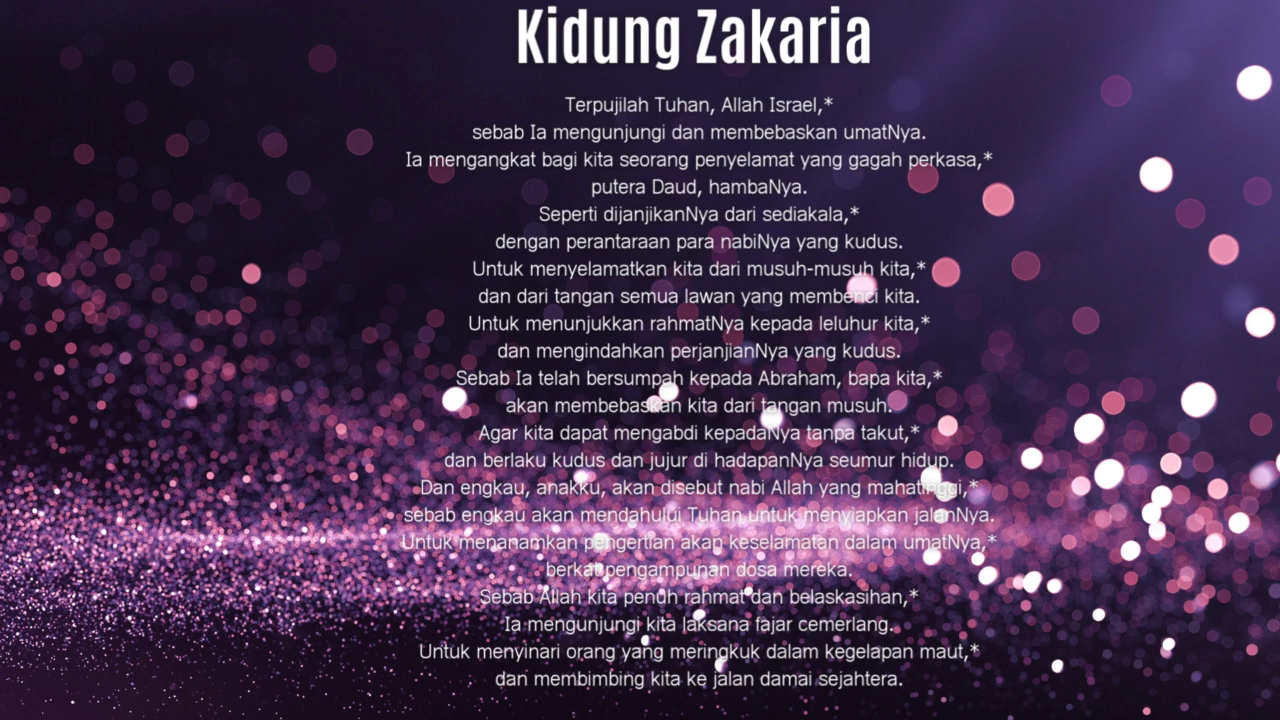 Kidung Zakaria
Terpujilah Tuhan, Allah Israel,*
sebab Ia mengunjungi dan membebaskan umatNya.
Ia mengangkat bagi kita seorang penyelamat yang gagah perkasa,*
putera Daud, hambaNya.
Seperti dijanjikanNya dari sediakala,*
dengan perantaraan para nabiNya yang kudus.
Untuk menyelamatkan kita dari musuh-musuh kita,*
dan dari tangan semua lawan yang membenci kita.
Untuk menunjukkan rahmatNya kepada leluhur kita,*
dan mengindahkan perjanjianNya yang kudus.
Sebab Ia telah bersumpah kepada Abraham, bapa kita,*
akan membebaskan kita dari tangan musuh.
Agar kita dapat mengabdi kepadaNya tanpa takut,*
dan berlaku kudus dan jujur di hadapanNya seumur hidup.
Dan engkau, anakku, akan disebut nabi Allah yang mahatinggi,*
sebab engkau akan mendahului Tuhan untuk menyiapkan jalanNya.
Untuk menanamkan pengertian akan keselamatan dalam umatNya,*
berkat pengampunan dosa mereka.
Sebab Allah kita penuh rahmat dan belaskasihan,*
Ia mengunjungi kita laksana fajar cemerlang.
Untuk menyinari orang yang meringkuk dalam kegelapan maut,*
dan membimbing kita ke jalan damai sejahtera.